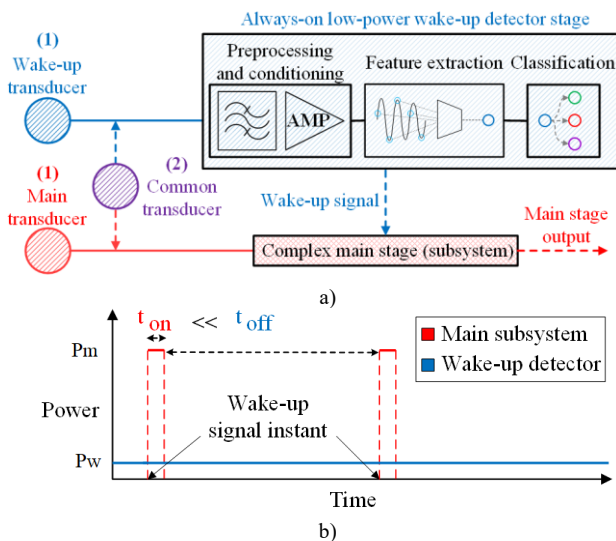 Always-on low-power wake-up detector stage
(1)
Wake-up
transducer
Preprocessing
and conditioning
Feature extraction
Classification
AMP
(1)
Main
transducer
(2)
Common
transducer
Wake-up
signal
Main stage
output
Complex main stage (subsystem)
a)
t on << t off
Main subsystem
Wake-up detector
Pm
Power
Wake-up
signal instant
Pw
Time
b)